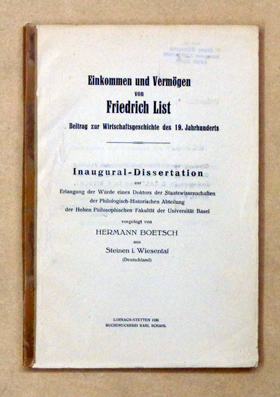 Einkommen und Vermögen
von
Friedrich List
Beitrag zur Wirtschaftsgeschichte des 19. Jahrhunderts
Inaugural-Dissertation
zur
Erlangung der Würde eines Doktors der Staatswissenschaften
der Philologisch-Historischen Abteilung
der Hohen Philosophischen Fakultät der Universität Basel
vorgelegt von
HERMANN BOETSCH
aus
Steinen i. Wiesental
(Deutschland)
LÖRRACH-STETTEN
BUCHDRUCKEREI KARL